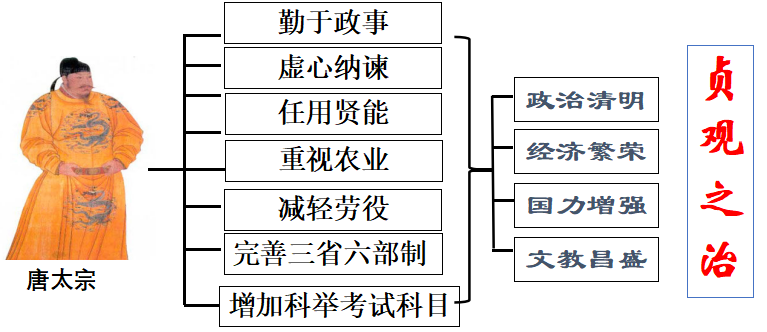 唐太宗
勤于政事
虚心纳谏
任用贤能
重视农业
减轻劳役
完善三省六部制
增加科举考试科目
政治清明
经济繁荣
国力增强
文教昌盛
贞观之治